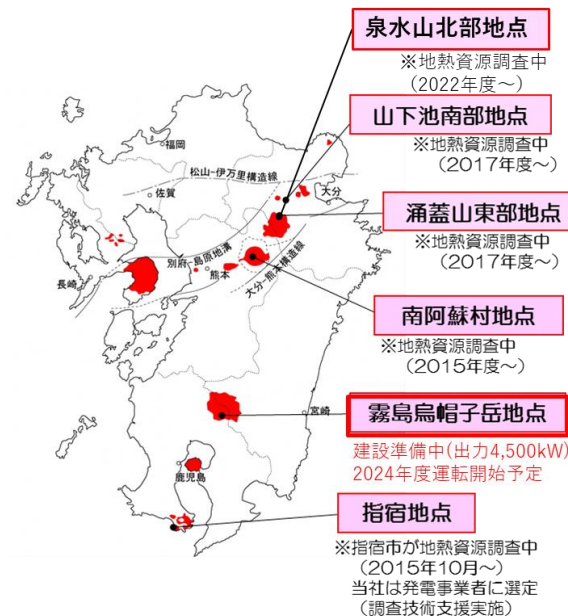 泉水山北部地点
※地熱資源調査中
(2022年度～)
山下池南部地点
※地熱資源調査中
(2017年度～)
福岡
松山-伊万里構造線
佐賀
大分
涌蓋山東部地点
※地熱資源調査中
(2017年度～)
別府-島原地溝
長崎
熊本
大分-熊本構造線
南阿蘇村地点
※地熱資源調査中
(2015年度～)
霧島烏帽子岳地点
宮崎
建設準備中(出力4,500kW)
2024年度運転開始予定
鹿児島
指宿地点
※指宿市が地熱資源調査中
(2015年10月～)
当社は発電事業者に選定
(調査技術支援実施)